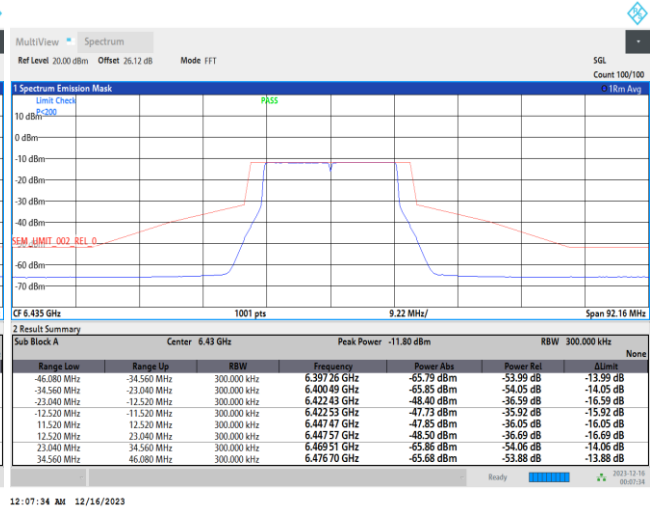 MultiView Spectrum
Ref Level 20.00 dBm Offset 26.12 dB Mode FFT SGL
Count 100/100
1 Spectrum Emission Mask 1Rm Avg
Limit Check PASS
P<200
10 dBm
0 dBm
-10 dBm
-20 dBm
-30 dBm
-40 dBm
SEM_LIMIT_002_REL_0
-60 dBm
-70 dBm
CF 6.435 GHz 1001 pts 9.22 MHz/ Span 92.16 MHz
2 Result Summary
Sub Block A Center 6.43 GHz Peak Power -11.80 dBm RBW 300.000 kHz
None
Range Low Range Up RBW Frequency Power Abs Power Rel ΔLimit
-46.080 MHz -34.560 MHz 300.000 kHz 6.397 26 GHz -65.79 dBm -53.99 dB -13.99 dB
-34.560 MHz -23.040 MHz 300.000 kHz 6.400 49 GHz -65.85 dBm -54.05 dB -14.05 dB
-23.040 MHz -12.520 MHz 300.000 kHz 6.422 43 GHz -48.40 dBm -36.59 dB -16.59 dB
-12.520 MHz -11.520 MHz 300.000 kHz 6.422 53 GHz -47.73 dBm -35.92 dB -15.92 dB
11.520 MHz 12.520 MHz 300.000 kHz 6.447 47 GHz -47.85 dBm -36.05 dB -16.05 dB
12.520 MHz 23.040 MHz 300.000 kHz 6.447 57 GHz -48.50 dBm -36.69 dB -16.69 dB
23.040 MHz 34.560 MHz 300.000 kHz 6.469 51 GHz -65.86 dBm -54.06 dB -14.06 dB
34.560 MHz 46.080 MHz 300.000 kHz 6.476 70 GHz -65.68 dBm -53.88 dB -13.88 dB
Ready 2023-12-16
00:07:34
12:07:34 AM 12/16/2023